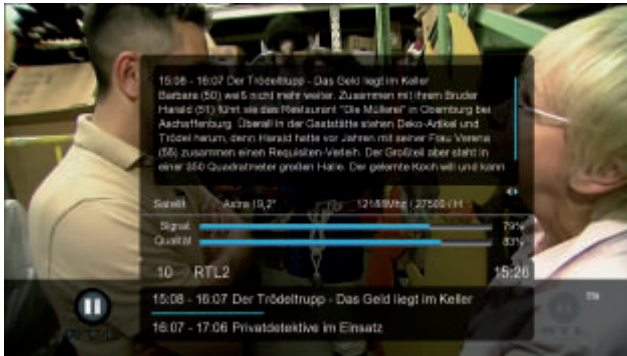 15:08 - 16:07 Der Trödeltrupp - Das Geld liegt im Keller
Barbara (50) weiß nicht mehr weiter. Zusammen mit ihrem Bruder
Harald (51) führt sie das Restaurant "Die Müllerei" in Obernburg bei
Aschaffenburg. Überall in der Gaststätte stehen Deko-Artikel und
Trödel herum, denn Harald hatte vor Jahren mit seiner Frau Verena
(55) zusammen einen Requisiten-Verleih. Der Großteil aber steht in
einer 350 Quadratmeter großen Halle. Der gelernte Koch will und kann
Satellit Astra 19,2° 12188Mhz / 27500 / H
Signal 79%
Qualität 83%
10 RTL2 15:26
15:08 - 16:07 Der Trödeltrupp - Das Geld liegt im Keller
16:07 - 17:06 Privatdetektive im Einsatz
RTL